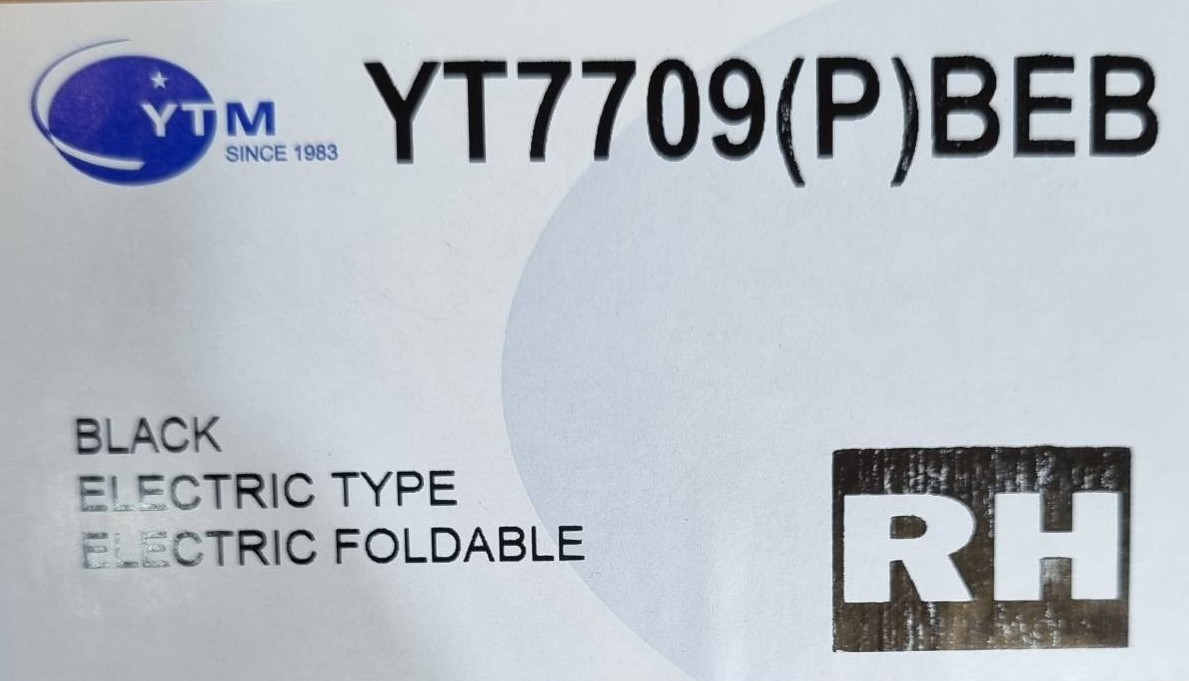 YTM
SINCE 1983
YT7709(P)BEB
BLACK
ELECTRIC TYPE
ELECTRIC FOLDABLE
RH